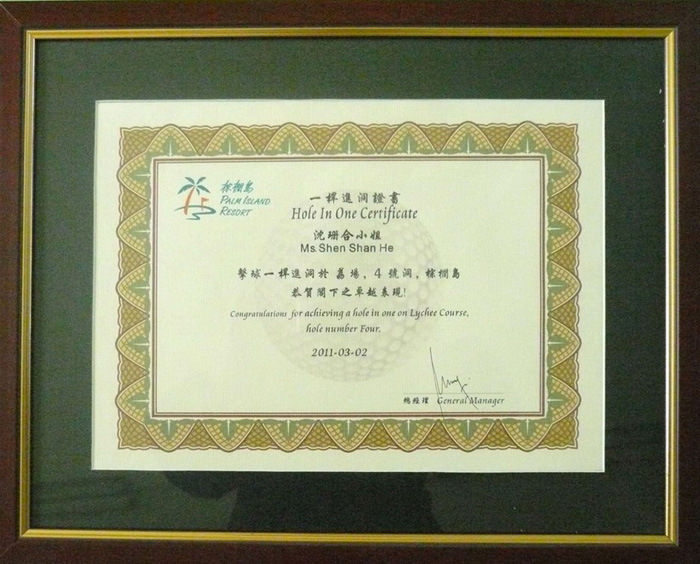 棕櫚島
PALM ISLAND
RESORT
一桿進洞證書
Hole In One Certificate
沈珊合小姐
Ms.Shen Shan He
擊球一桿進洞於 荔場，4 號洞，棕櫚島
恭賀閣下之卓越表現!
Congratulations for achieving a hole in one on Lychee Course,
hole number Four.
2011-03-02
總經理 General Manager